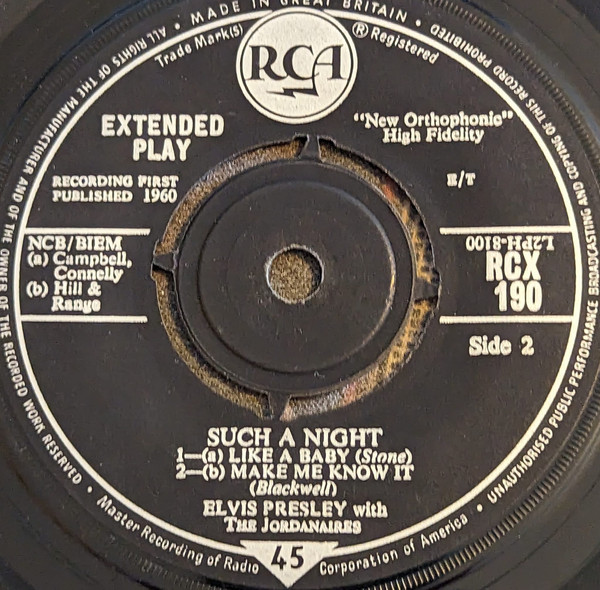 MADE IN GREAT BRITAIN •
ALL RIGHTS OF THE MANUFACTURER AND OF THE OWNER OF THE RECORDED WORK RESERVED •
UNAUTHORISED PUBLIC PERFORMANCE BROADCASTING AND COPYING OF THIS RECORD PROHIBITED •
Trade Mark(s)
RCA
® Registered
EXTENDED
PLAY
"New Orthophonic"
High Fidelity
RECORDING FIRST
PUBLISHED 1960
E/T
NCB/BIEM
(a) Campbell,
Connelly
(b) Hill &
Range
L2PH-8100
RCX
190
Side 2
SUCH A NIGHT
1—(a) LIKE A BABY (Stone)
2—(b) MAKE ME KNOW IT
(Blackwell)
ELVIS PRESLEY with
THE JORDANAIRES
• Master Recording of Radio Corporation of America •
45